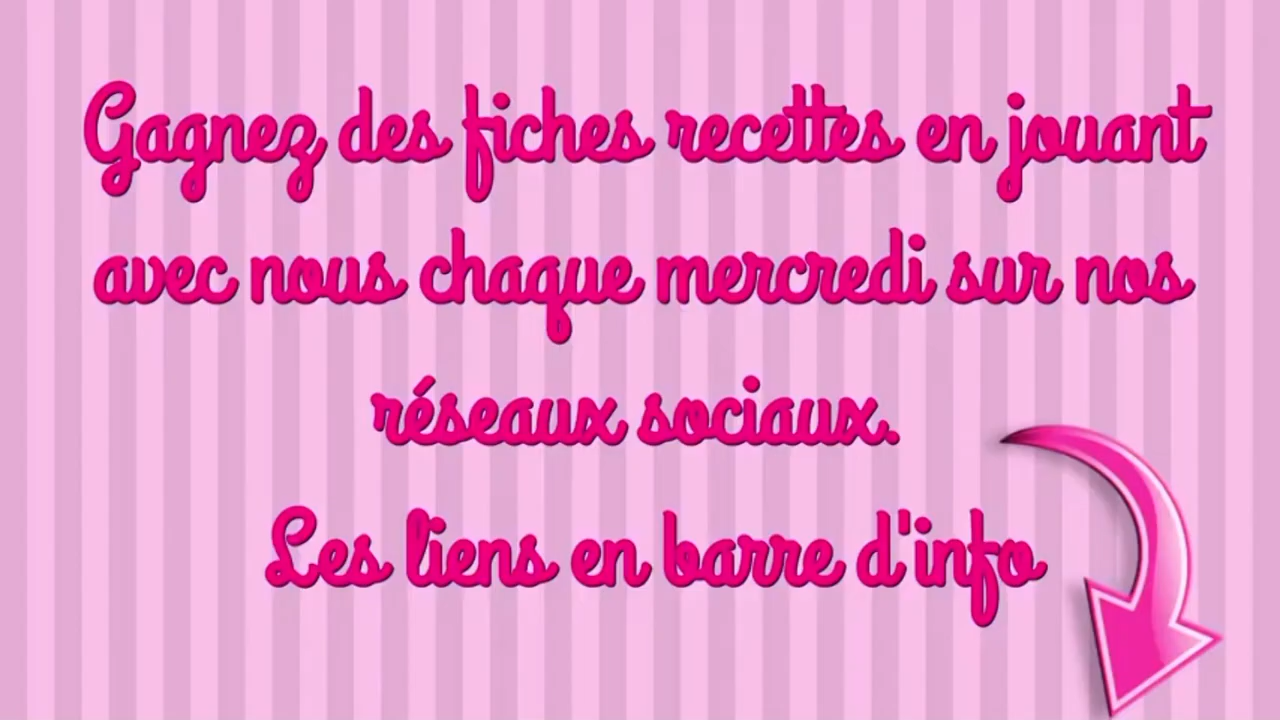 Gagnez des fiches recettes en jouant
avec nous chaque mercredi sur nos
réseaux sociaux.
Les liens en barre d'info